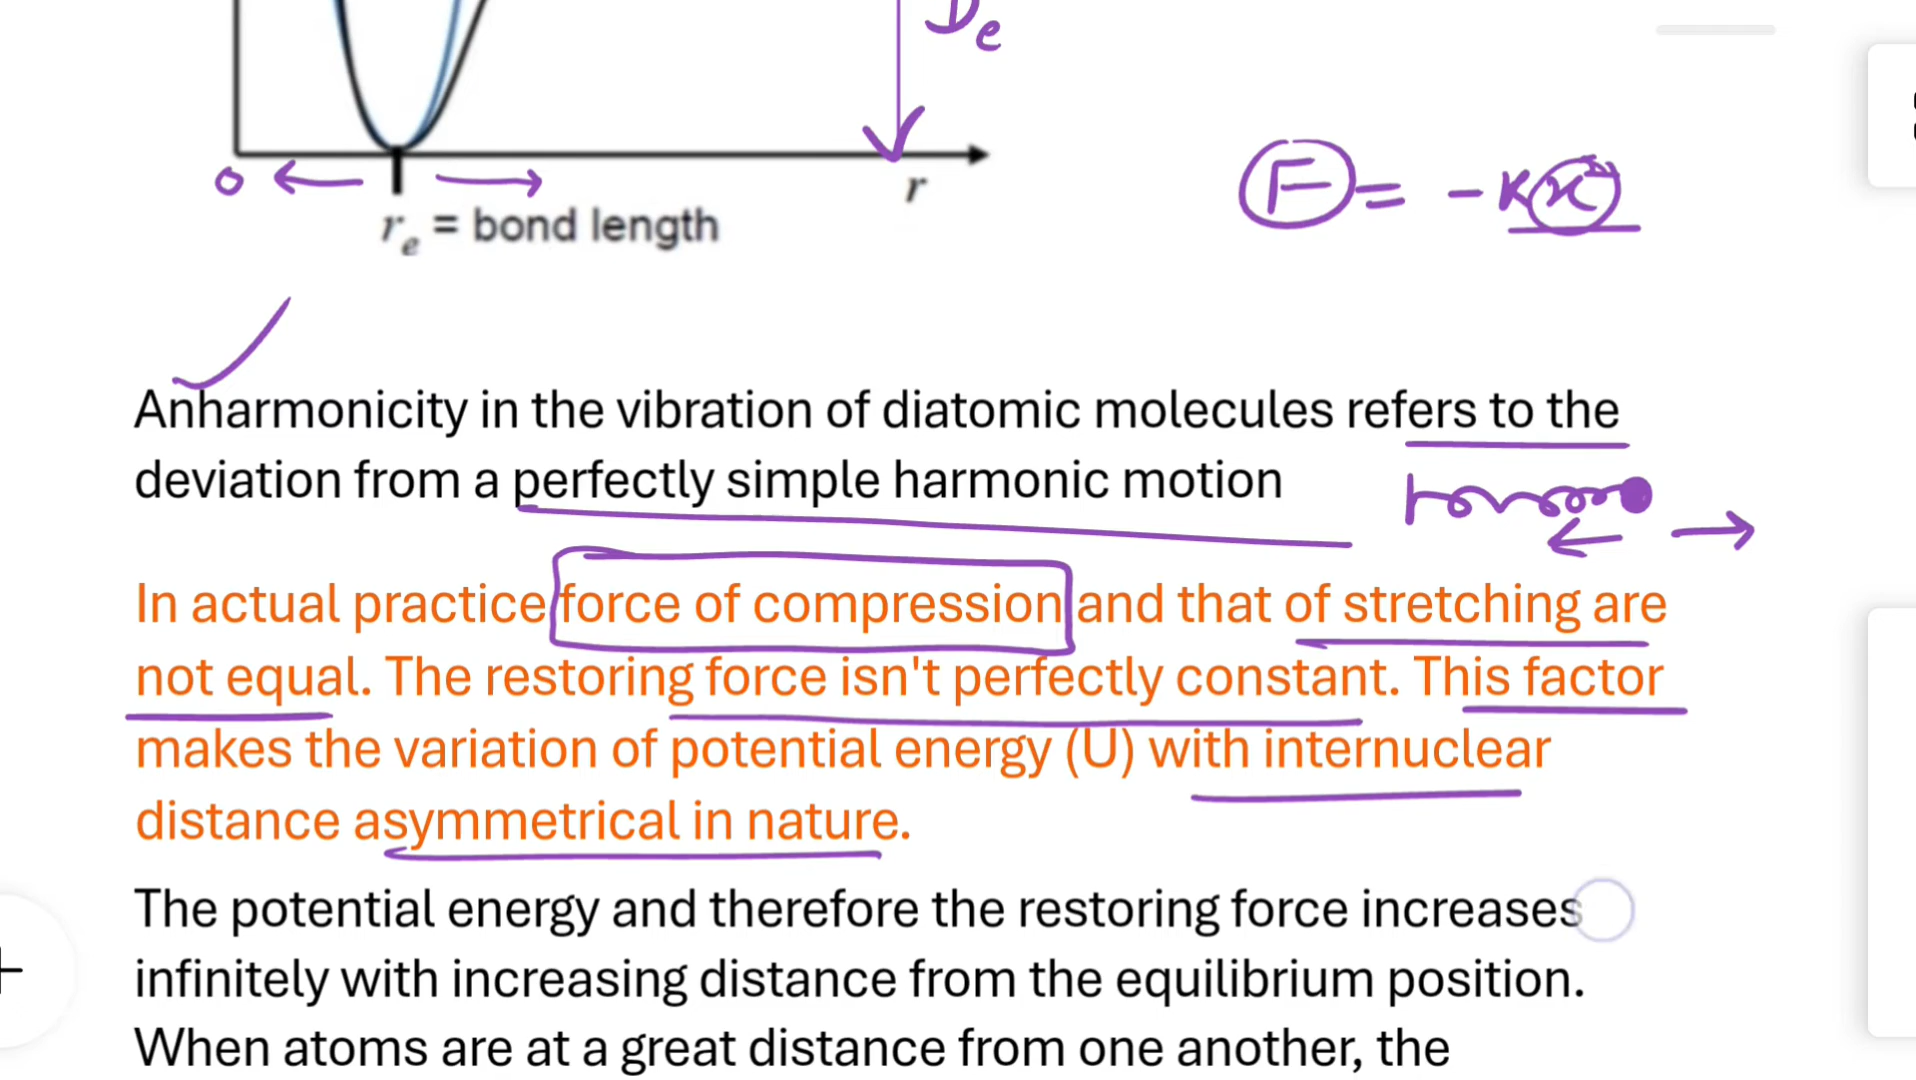 De
F = -kx
0
r
re = bond length
Anharmonicity in the vibration of diatomic molecules refers to the
deviation from a perfectly simple harmonic motion
In actual practice force of compression and that of stretching are
not equal. The restoring force isn't perfectly constant. This factor
makes the variation of potential energy (U) with internuclear
distance asymmetrical in nature.
The potential energy and therefore the restoring force increases
infinitely with increasing distance from the equilibrium position.
When atoms are at a great distance from one another, the